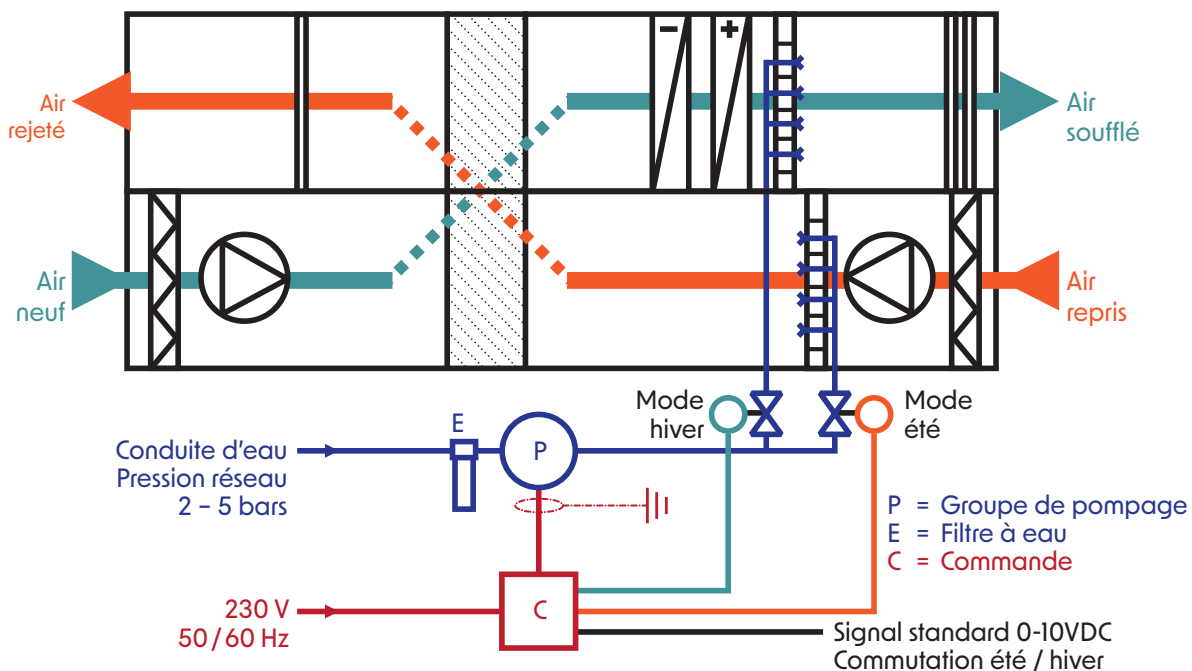 −
+
Air
rejeté
Air
soufflé
Air
neuf
Air
repris
Mode
hiver
Mode
été
E
P
Conduite d'eau
Pression réseau
2 – 5 bars
P = Groupe de pompage
E = Filtre à eau
C = Commande
C
230 V
50/60 Hz
Signal standard 0-10VDC
Commutation été / hiver